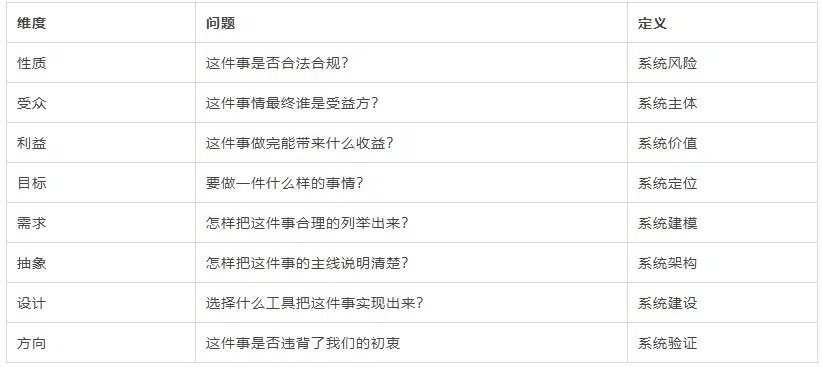 维度 问题 定义
性质 这件事是否合法合规？ 系统风险
受众 这件事情最终谁是受益方？ 系统主体
利益 这件事做完能带来什么收益？ 系统价值
目标 要做一件什么样的事情？ 系统定位
需求 怎样把这件事合理的列举出来？ 系统建模
抽象 怎样把这件事的主线说明清楚？ 系统架构
设计 选择什么工具把这件事实现出来？ 系统建设
方向 这件事是否违背了我们的初衷 系统验证